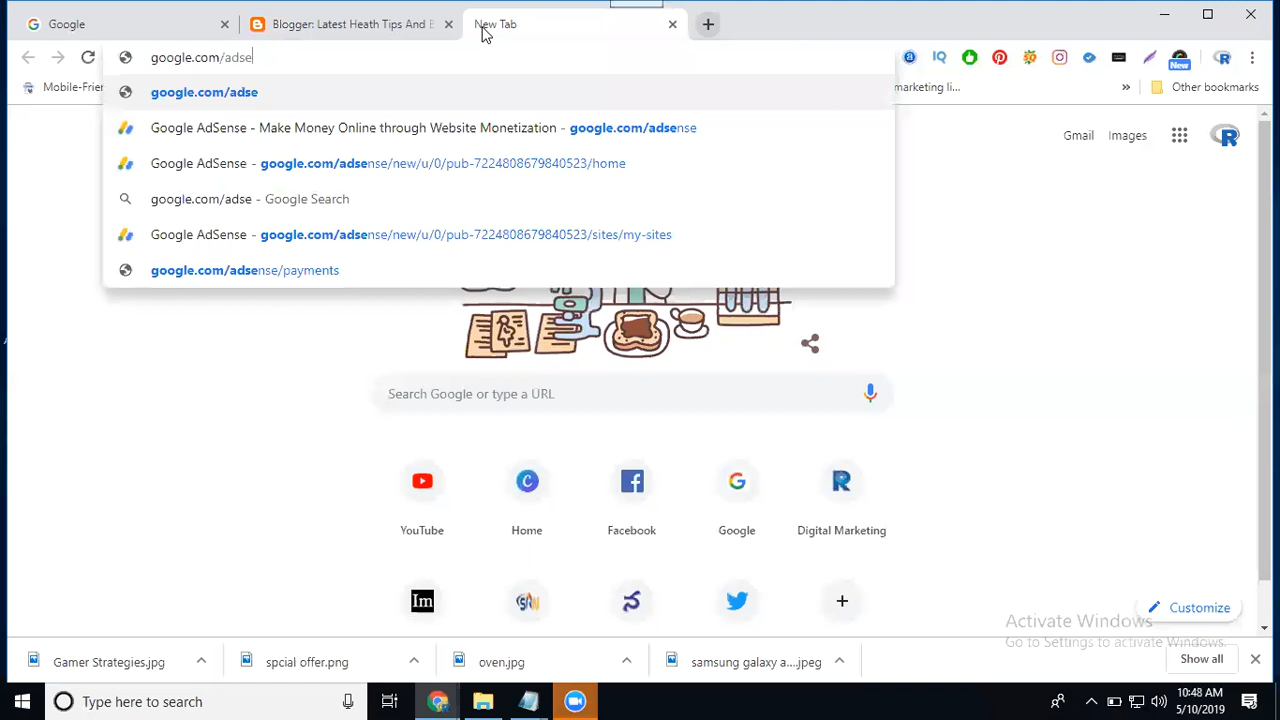 Google
Blogger: Latest Heath Tips And E
New Tab
google.com/adse
New
Mobile-Frien
marketing li...
Other bookmarks
google.com/adse
Google AdSense - Make Money Online through Website Monetization - google.com/adsense
Google AdSense - google.com/adsense/new/u/0/pub-7224808679840523/home
google.com/adse - Google Search
Google AdSense - google.com/adsense/new/u/0/pub-7224808679840523/sites/my-sites
google.com/adsense/payments
Gmail Images
Search Google or type a URL
YouTube
Home
Facebook
Google
Digital Marketing
Im
Customize
Activate Windows
Go to Settings to activate Windows.
Gamer Strategies.jpg
spcial offer.png
oven.jpg
samsung galaxy a....jpeg
Show all
Type here to search
10:48 AM
5/10/2019